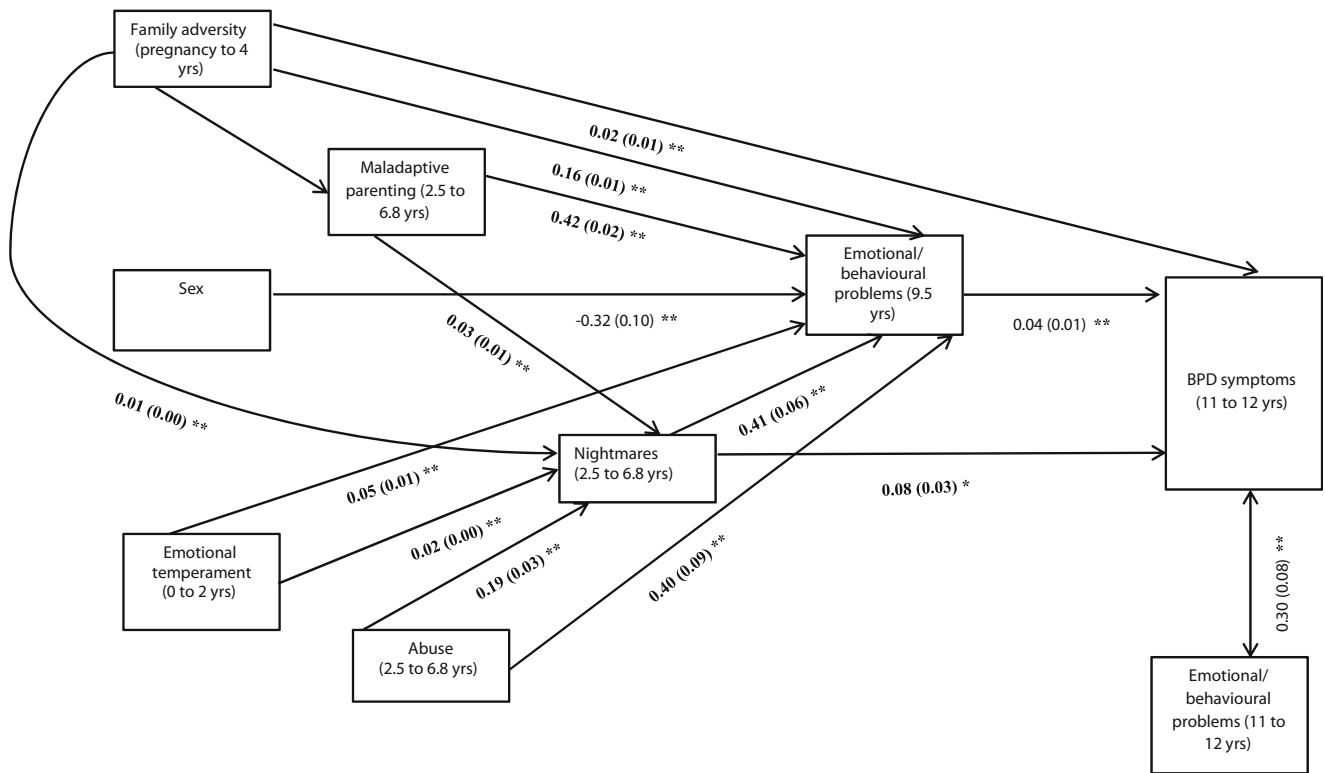 Family adversity
(pregnancy to 4
yrs)
0.02 (0.01) **
Maladaptive
parenting (2.5 to
6.8 yrs)
0.16 (0.01) **
0.42 (0.02) **
Emotional/
behavioural
problems (9.5
yrs)
Sex
-0.32 (0.10) **
0.04 (0.01) **
0.03 (0.01) **
BPD symptoms
(11 to 12 yrs)
0.01 (0.00) **
0.41 (0.06) **
Nightmares
(2.5 to 6.8 yrs)
0.08 (0.03) *
0.05 (0.01) **
0.02 (0.00) **
Emotional
temperament
(0 to 2 yrs)
0.19 (0.03) **
0.40 (0.09) **
0.30 (0.08) **
Abuse
(2.5 to 6.8 yrs)
Emotional/
behavioural
problems (11 to
12 yrs)